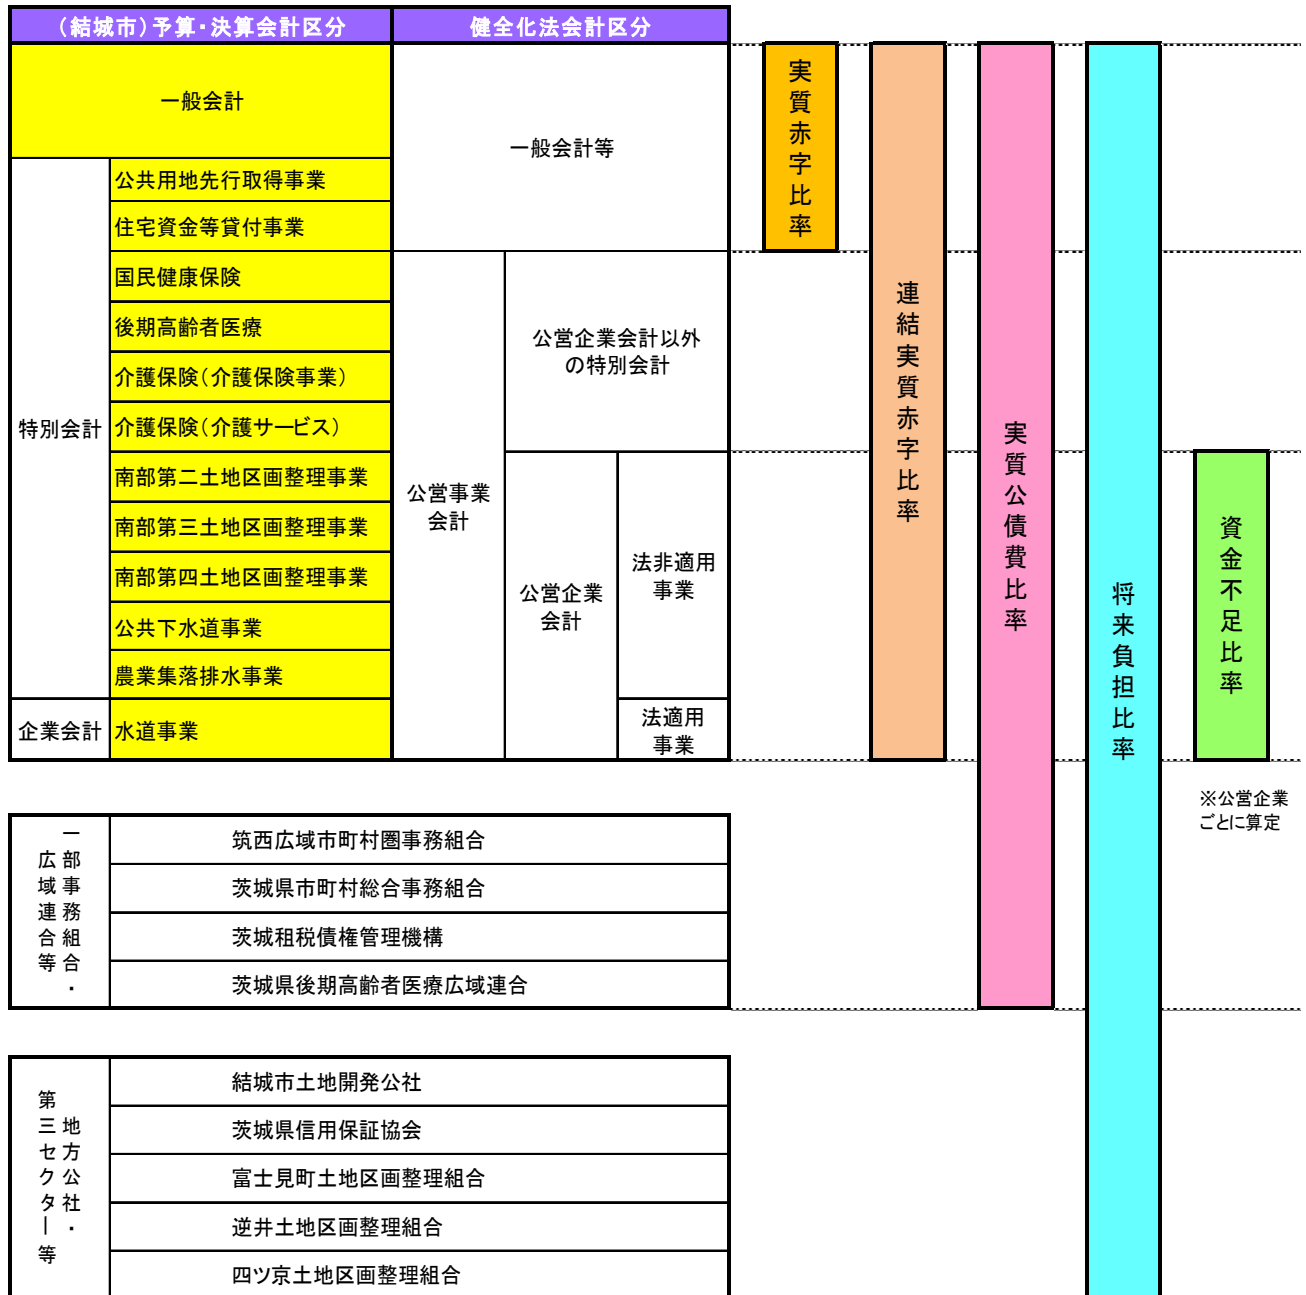 （結城市）予算・決算会計区分
健全化法会計区分
一般会計
一般会計等
特別会計
公共用地先行取得事業
住宅資金等貸付事業
国民健康保険
後期高齢者医療
介護保険（介護保険事業）
介護保険（介護サービス）
南部第二土地区画整理事業
南部第三土地区画整理事業
南部第四土地区画整理事業
公共下水道事業
農業集落排水事業
企業会計
水道事業
公営事業
会計
公営企業会計以外
の特別会計
公営企業
会計
法非適用
事業
法適用
事業
実質赤字比率
連結実質赤字比率
実質公債費比率
将来負担比率
資金不足比率
※公営企業
ごとに算定
一部事務組合・
広域連合等
筑西広域市町村圏事務組合
茨城県市町村総合事務組合
茨城租税債権管理機構
茨城県後期高齢者医療広域連合
地方公社・
第三セクター等
結城市土地開発公社
茨城県信用保証協会
富士見町土地区画整理組合
逆井土地区画整理組合
四ツ京土地区画整理組合